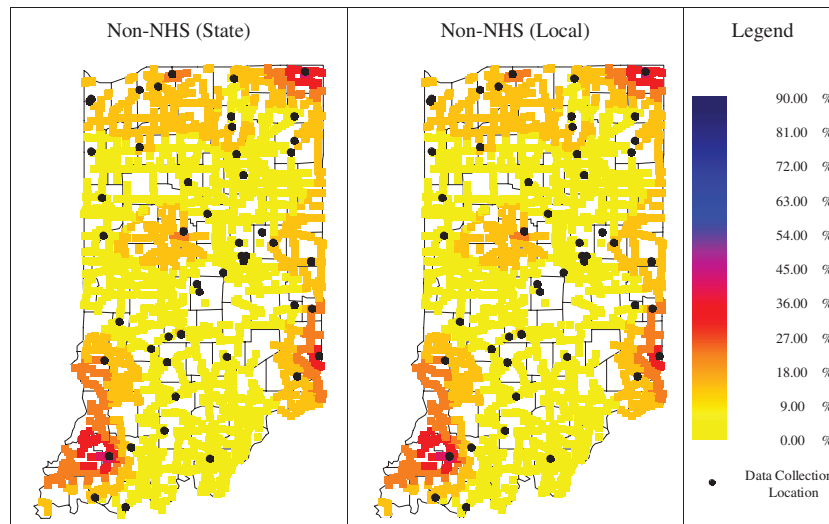 Non-NHS (State)
Non-NHS (Local)
Legend
90.00 %
81.00 %
72.00 %
63.00 %
54.00 %
45.00 %
36.00 %
27.00 %
18.00 %
9.00 %
0.00 %
Data Collection
Location